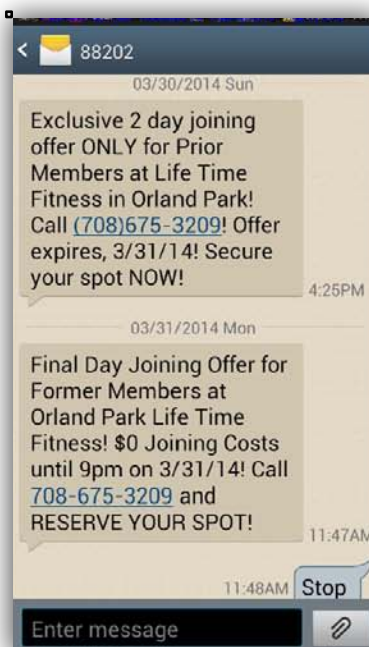 88202
03/30/2014 Sun
Exclusive 2 day joining
offer ONLY for Prior
Members at Life Time
Fitness in Orland Park!
Call (708)675-3209! Offer
expires, 3/31/14! Secure
your spot NOW!
4:25PM
03/31/2014 Mon
Final Day Joining Offer for
Former Members at
Orland Park Life Time
Fitness! $0 Joining Costs
until 9pm on 3/31/14! Call
708-675-3209 and
RESERVE YOUR SPOT!
11:47AM
11:48AM Stop
Enter message